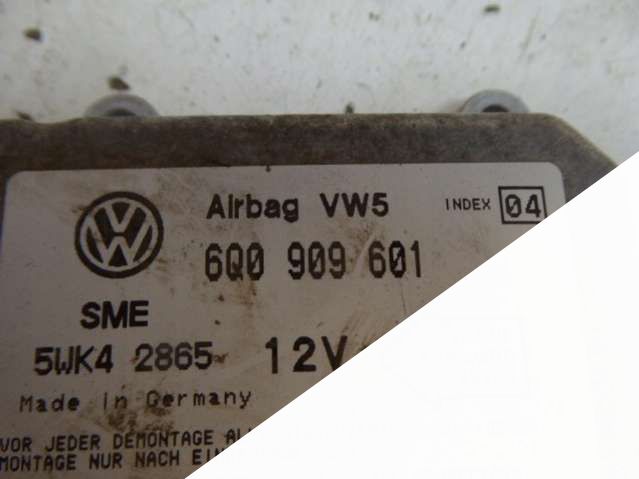 Airbag VW5 INDEX 04
6Q0 909 601
SME
5WK4 2865 12V
Made in Germany
VOR JEDER DEMONTAGE
MONTAGE NUR NACH